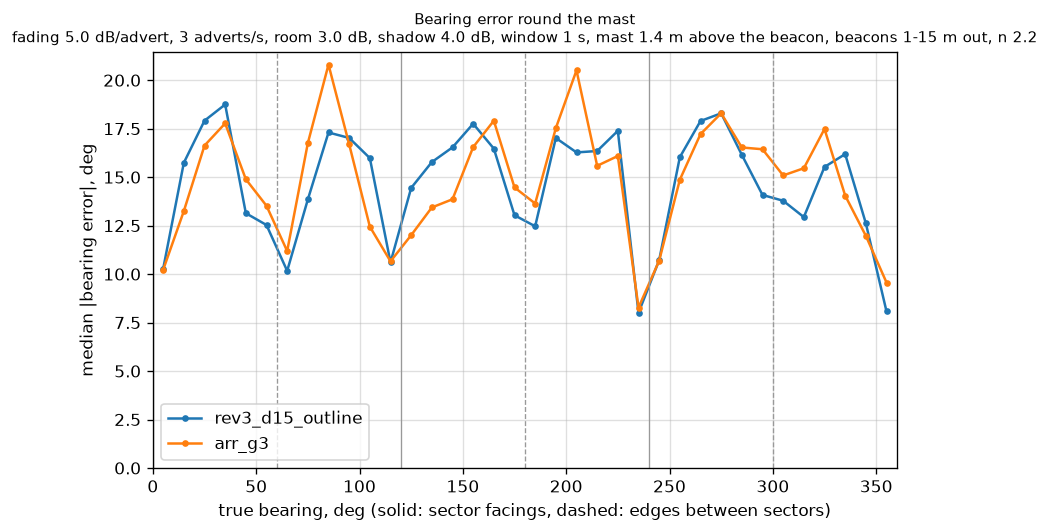 Bearing error round the mast
fading 5.0 dB/advert, 3 adverts/s, room 3.0 dB, shadow 4.0 dB, window 1 s, mast 1.4 m above the beacon, beacons 1-15 m out, n 2.2
median |bearing error|, deg
20.0
17.5
15.0
12.5
10.0
7.5
5.0
2.5
0.0
rev3_d15_outline
arr_g3
0 50 100 150 200 250 300 350
true bearing, deg (solid: sector facings, dashed: edges between sectors)